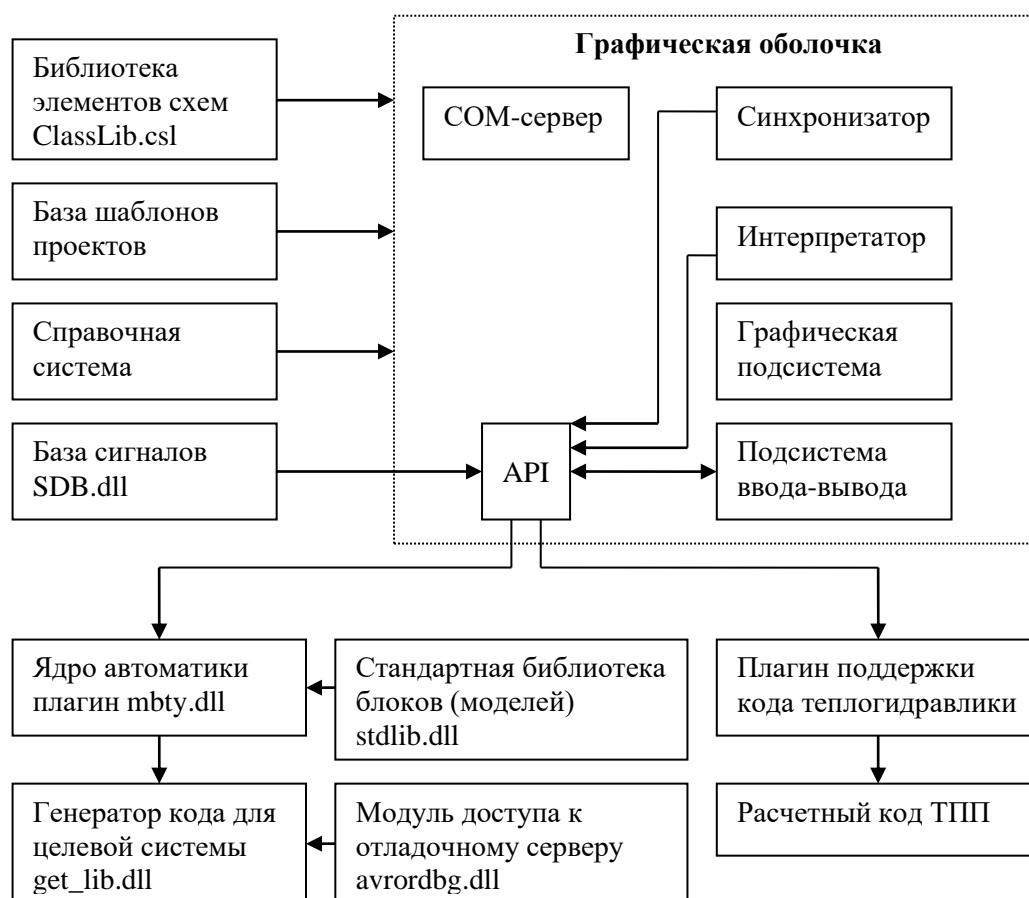 Графическая оболочка
Библиотека
элементов схем
ClassLib.csl
COM-сервер
Синхронизатор
База шаблонов
проектов
Интерпретатор
Справочная
система
Графическая
подсистема
База сигналов
SDB.dll
API
Подсистема
ввода-вывода
Ядро автоматики
плагин mbty.dll
Стандартная библиотека
блоков (моделей)
stdlib.dll
Плагин поддержки
кода теплогидравлики
Генератор кода для
целевой системы
get_lib.dll
Модуль доступа к
отладочному серверу
avrordbg.dll
Расчетный код ТПП